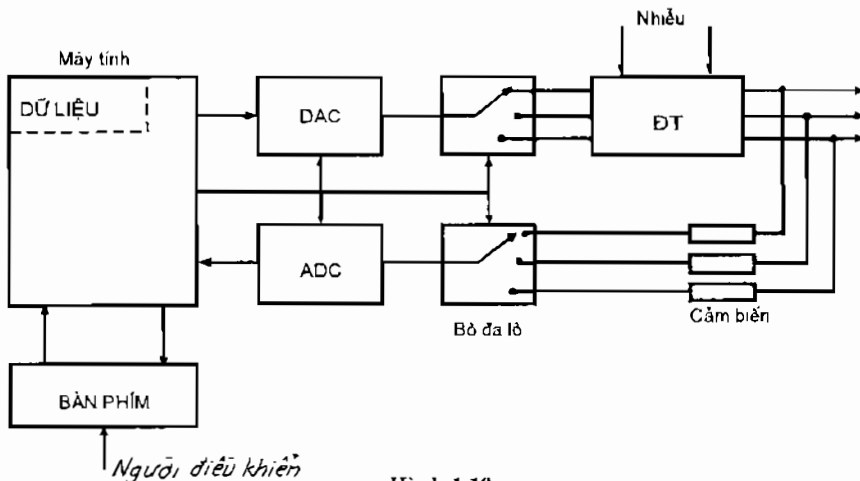 Nhiễu
Máy tính
DỮ LIỆU
DAC
ĐT
ADC
Bộ đa lộ
Cảm biến
BÀN PHÍM
Người điều khiển